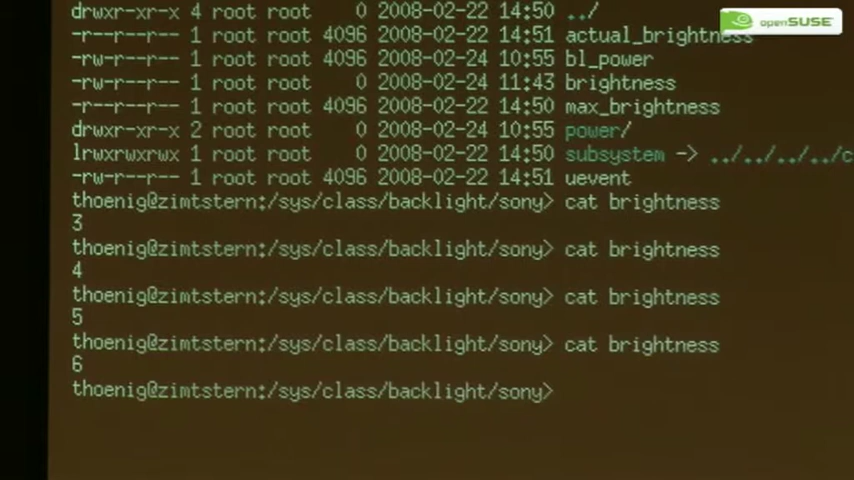 drwxr-xr-x 4 root root    0 2008-02-22 14:50 ../
openSUSE
-r--r--r-- 1 root root 4096 2008-02-22 14:51 actual_brightness
-rw-r--r-- 1 root root 4096 2008-02-24 10:55 bl_power
-rw-r--r-- 1 root root    0 2008-02-24 11:43 brightness
-r--r--r-- 1 root root 4096 2008-02-22 14:50 max_brightness
drwxr-xr-x 2 root root    0 2008-02-24 10:55 power/
lrwxrwxrwx 1 root root    0 2008-02-22 14:50 subsystem -> ../../../../c
-rw-r--r-- 1 root root 4096 2008-02-22 14:51 uevent
thoenig@zimtstern:/sys/class/backlight/sony> cat brightness
3
thoenig@zimtstern:/sys/class/backlight/sony> cat brightness
4
thoenig@zimtstern:/sys/class/backlight/sony> cat brightness
5
thoenig@zimtstern:/sys/class/backlight/sony> cat brightness
6
thoenig@zimtstern:/sys/class/backlight/sony>